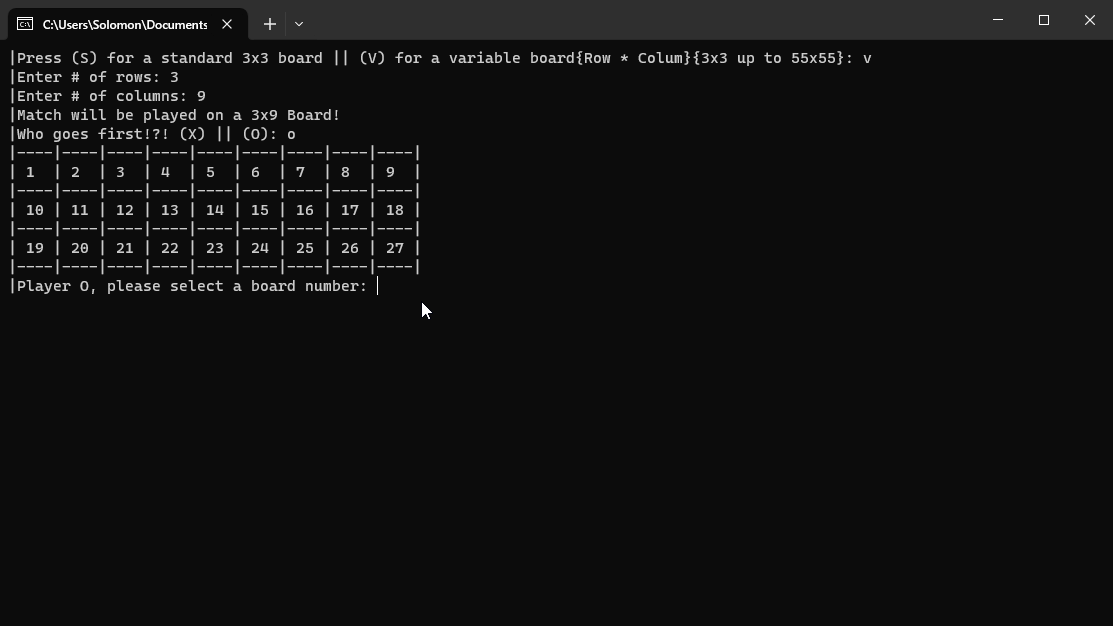 C:\Users\Solomon\Documents
|Press (S) for a standard 3x3 board || (V) for a variable board{Row * Colum}{3x3 up to 55x55}: v
|Enter # of rows: 3
|Enter # of columns: 9
|Match will be played on a 3x9 Board!
|Who goes first!?! (X) || (O): o
|----|----|----|----|----|----|----|----|----|
| 1  | 2  | 3  | 4  | 5  | 6  | 7  | 8  | 9  |
|----|----|----|----|----|----|----|----|----|
| 10 | 11 | 12 | 13 | 14 | 15 | 16 | 17 | 18 |
|----|----|----|----|----|----|----|----|----|
| 19 | 20 | 21 | 22 | 23 | 24 | 25 | 26 | 27 |
|----|----|----|----|----|----|----|----|----|
|Player O, please select a board number: